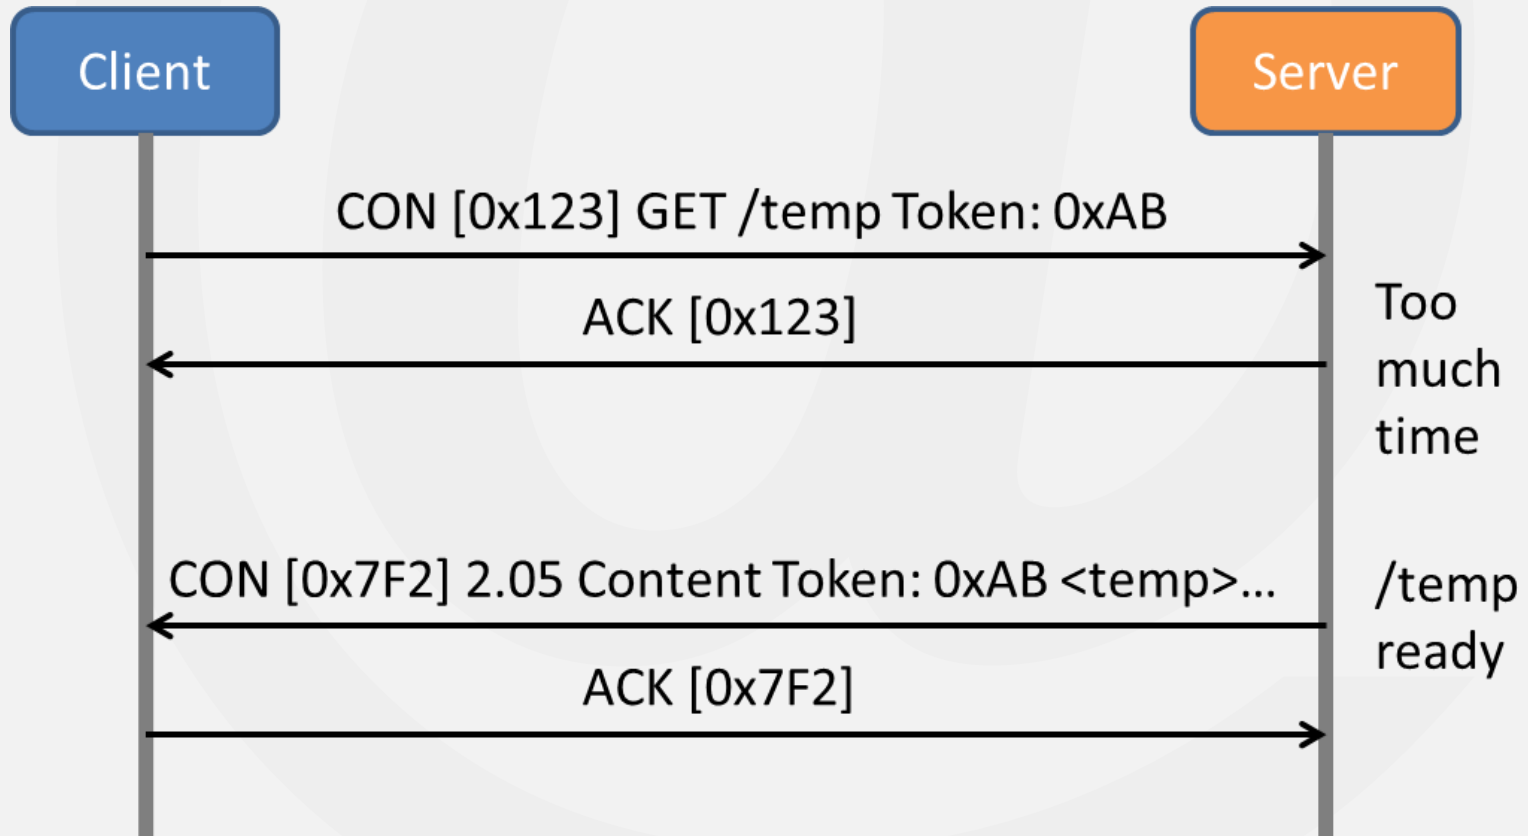 Client
Server
CON [0x123] GET /temp Token: 0xAB
ACK [0x123]
Too
much
time
CON [0x7F2] 2.05 Content Token: 0xAB <temp>...
/temp
ready
ACK [0x7F2]